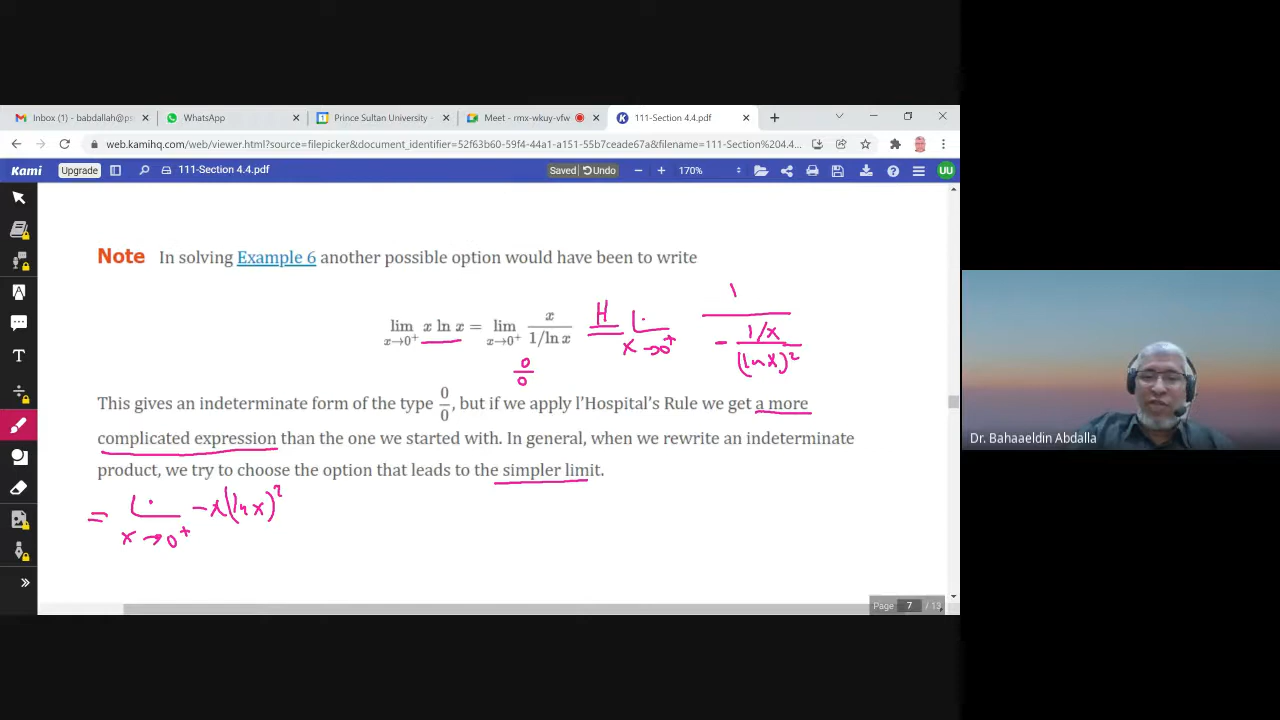 Inbox (1) - babdallah@ps
WhatsApp
Prince Sultan University -
Meet - rmx-wkuy-vfw
111-Section 4.4.pdf
web.kamihq.com/web/viewer.html?source=filepicker&document_identifier=52f63b60-59f4-44a1-a151-55b7ceade67a&filename=111-Section%204.4...
Kami Upgrade 111-Section 4.4.pdf Saved Undo 170% UU
Note In solving Example 6 another possible option would have been to write
lim x→0⁺ x ln x = lim x→0⁺ x / (1/ln x) H= Li x→0⁺ 1 / (- (1/x) / (ln x)²)
0/0
This gives an indeterminate form of the type 0/0, but if we apply l'Hospital's Rule we get a more
complicated expression than the one we started with. In general, when we rewrite an indeterminate
product, we try to choose the option that leads to the simpler limit.
= Li x→0⁺ -x(ln x)²
Page 7 / 13
Dr. Bahaaeldin Abdalla